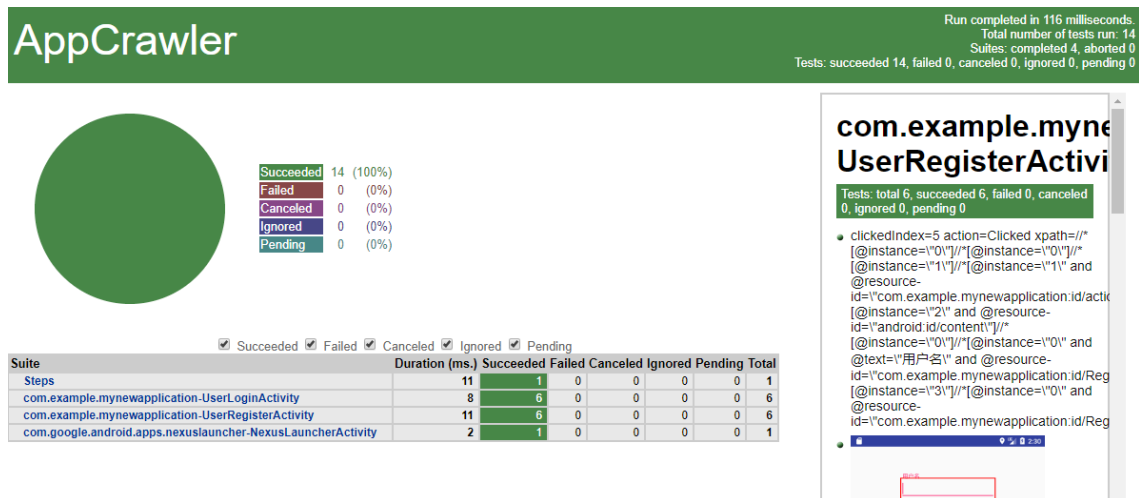 AppCrawler
Run completed in 116 milliseconds.
Total number of tests run: 14
Suites: completed 4, aborted 0
Tests: succeeded 14, failed 0, canceled 0, ignored 0, pending 0
Succeeded 14 (100%)
Failed 0 (0%)
Canceled 0 (0%)
Ignored 0 (0%)
Pending 0 (0%)
Succeeded Failed Canceled Ignored Pending
Suite Duration (ms.) Succeeded Failed Canceled Ignored Pending Total
Steps 11 1 0 0 0 0 1
com.example.mynewapplication-UserLoginActivity 8 6 0 0 0 0 6
com.example.mynewapplication-UserRegisterActivity 11 6 0 0 0 0 6
com.google.android.apps.nexuslauncher-NexusLauncherActivity 2 1 0 0 0 0 1
com.example.myne
UserRegisterActivi
Tests: total 6, succeeded 6, failed 0, canceled
0, ignored 0, pending 0
clickedIndex=5 action=Clicked xpath=//*
[@instance=\"0\"]//*[@instance=\"0\"]//*
[@instance=\"1\"]//*[@instance=\"1\" and
@resource-
id=\"com.example.mynewapplication:id/actic
[@instance=\"2\" and @resource-
id=\"android:id/content\"]//*
[@instance=\"0\"]//*[@instance=\"0\" and
@text=\"用户名\" and @resource-
id=\"com.example.mynewapplication:id/Reg
[@instance=\"3\"]//*[@instance=\"0\" and
@resource-
id=\"com.example.mynewapplication:id/Reg
2:30
用户名